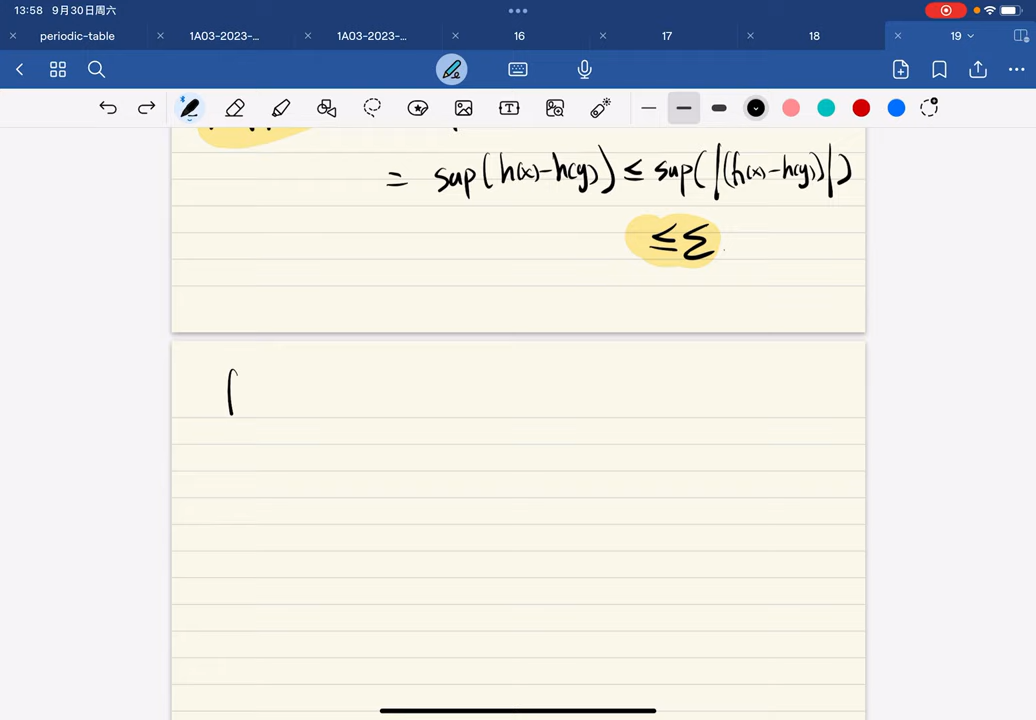 13:58 9月30日周六
periodic-table
1A03-2023-...
1A03-2023-...
16
17
18
19
= sup(h(x)-h(y)) ≤ sup(|(h(x)-h(y))|)
≤ε